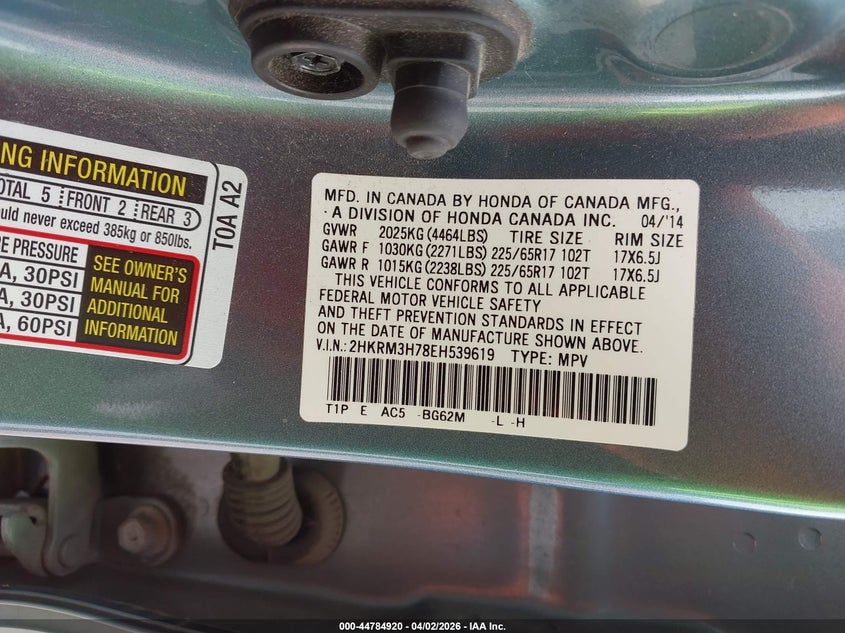 NG INFORMATION
OTAL 5 FRONT 2 REAR 3
ould never exceed 385kg or 850lbs.
E PRESSURE
A, 30PSI
A, 30PSI
A, 60PSI
SEE OWNER'S
MANUAL FOR
ADDITIONAL
INFORMATION
T0A A2
MFD. IN CANADA BY HONDA OF CANADA MFG.,
A DIVISION OF HONDA CANADA INC. 04/'14
GVWR 2025KG (4464LBS) TIRE SIZE RIM SIZE
GAWR F 1030KG (2271LBS) 225/65R17 102T 17X6.5J
GAWR R 1015KG (2238LBS) 225/65R17 102T 17X6.5J
THIS VEHICLE CONFORMS TO ALL APPLICABLE
FEDERAL MOTOR VEHICLE SAFETY
AND THEFT PREVENTION STANDARDS IN EFFECT
ON THE DATE OF MANUFACTURE SHOWN ABOVE.
V.I.N.: 2HKRM3H78EH539619 TYPE: MPV
T1P E AC5 -BG62M -L -H
000-44784920 - 04/02/2026 - IAA Inc.